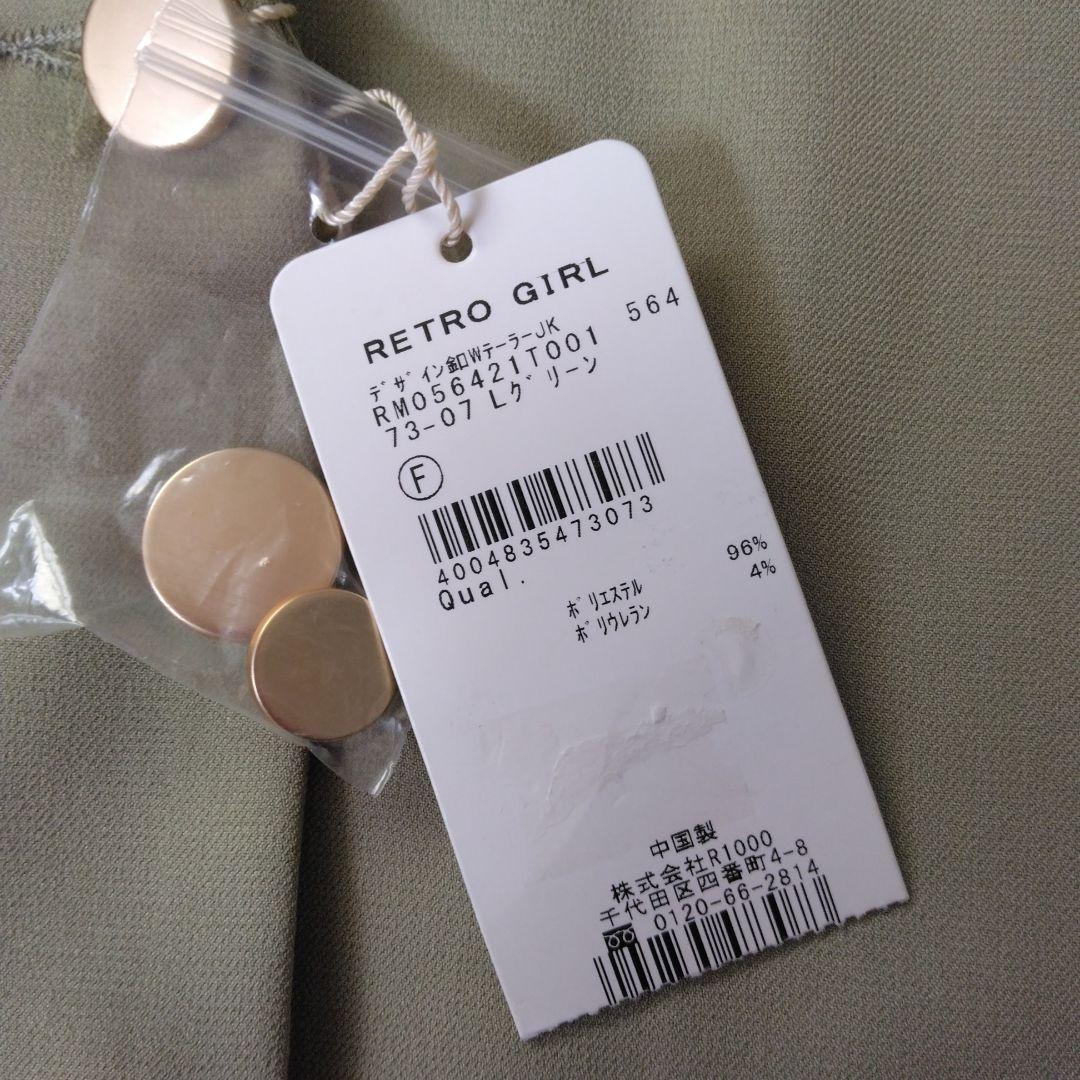 RETRO GIRL
564
デザイン釦Wテーラー JK
RM056421T001
73-07 Lグリーン
F
4004835473073
Qual.
ポリエステル 96%
ポリウレラン 4%
中国製
株式会社R1000
千代田区四番町4-8
0120-66-2814